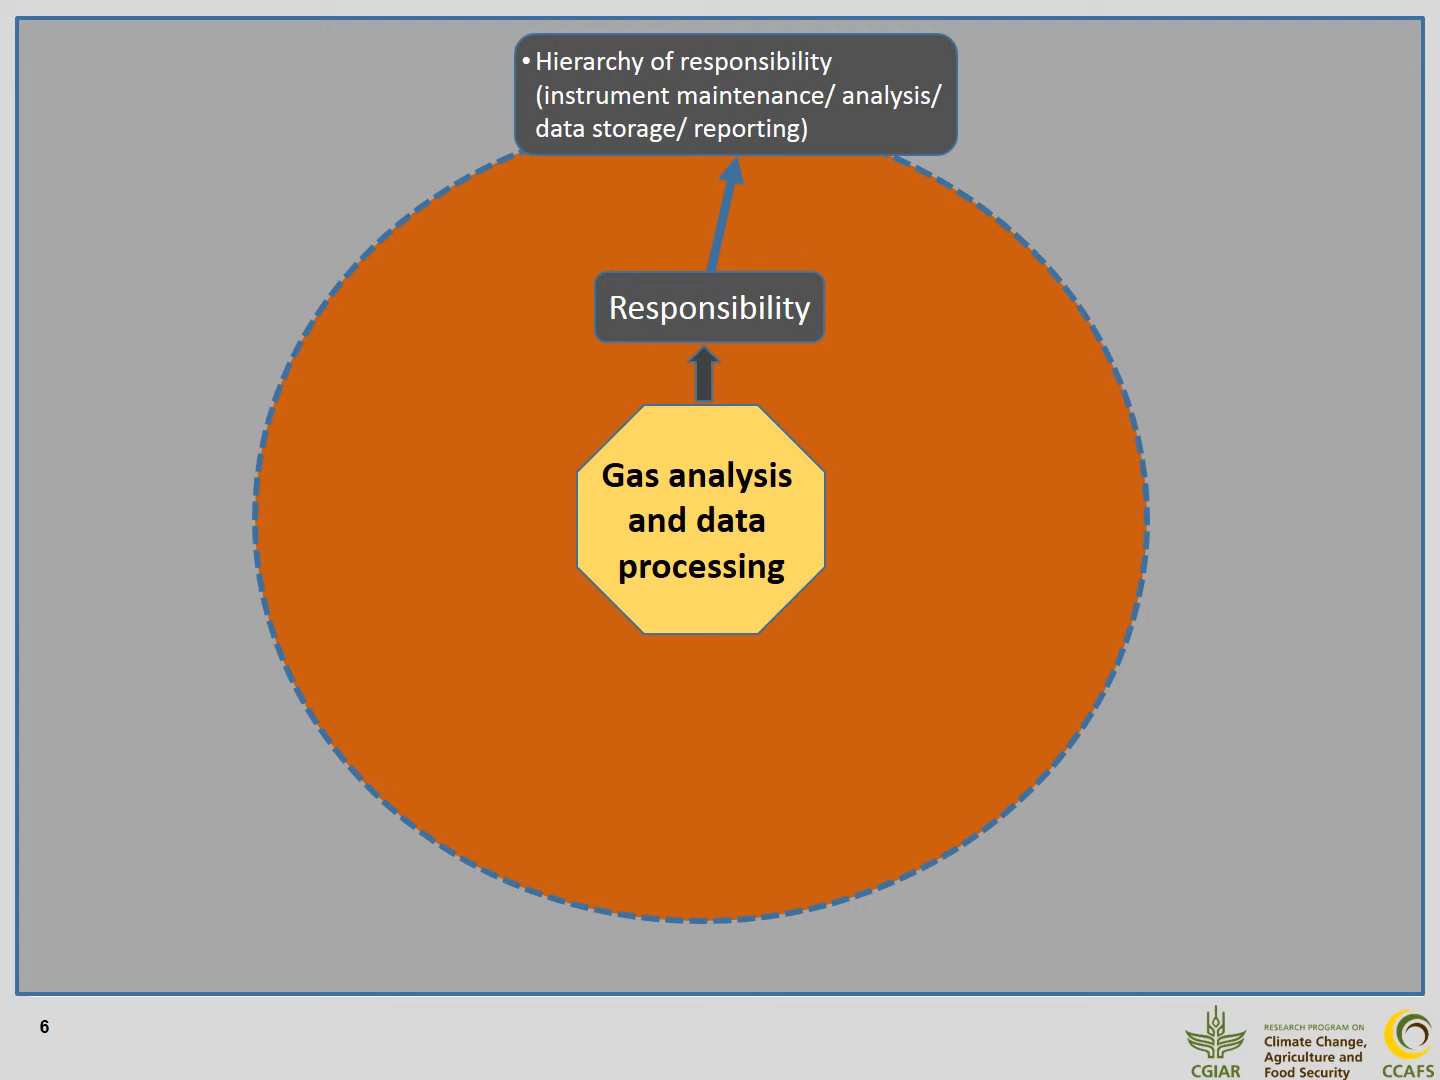 • Hierarchy of responsibility
(instrument maintenance/ analysis/
data storage/ reporting)
Responsibility
Gas analysis
and data
processing
6
CGIAR
RESEARCH PROGRAM ON
Climate Change,
Agriculture and
Food Security
CCAFS